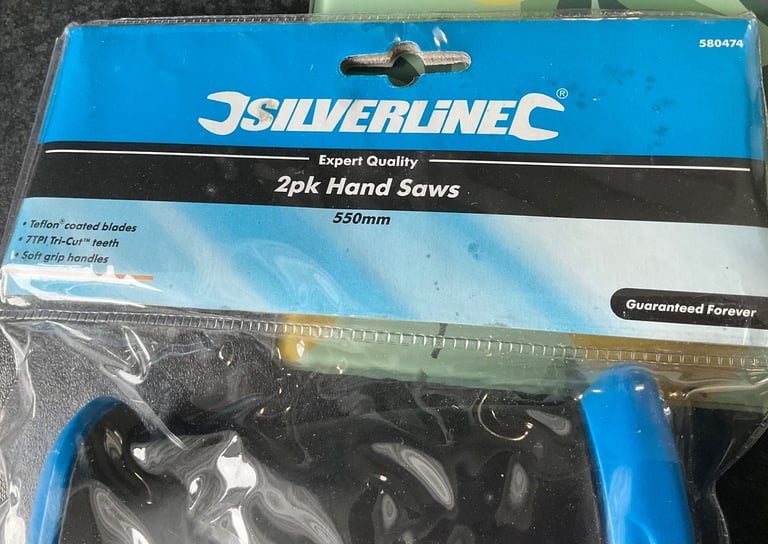 580474
SILVERLINE®
Expert Quality
2pk Hand Saws
550mm
• Teflon® coated blades
• 7TPI Tri-Cut™ teeth
• Soft grip handles
Guaranteed Forever